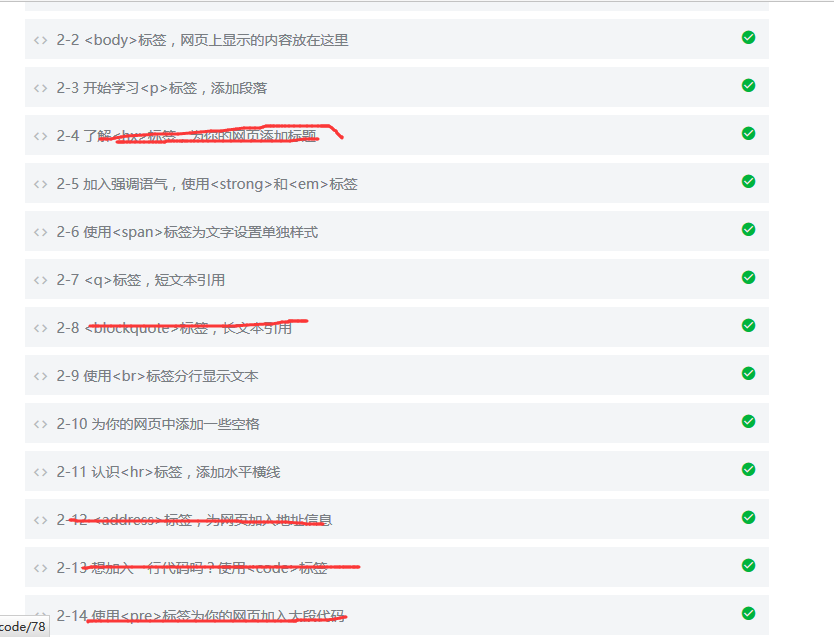 <> 2-2 <body>标签，网页上显示的内容放在这里
<> 2-3 开始学习<p>标签，添加段落
<> 2-4 了解<hx>标签，为你的网页添加标题
<> 2-5 加入强调语气，使用<strong>和<em>标签
<> 2-6 使用<span>标签为文字设置单独样式
<> 2-7 <q>标签，短文本引用
<> 2-8 <blockquote>标签，长文本引用
<> 2-9 使用<br>标签分行显示文本
<> 2-10 为你的网页中添加一些空格
<> 2-11 认识<hr>标签，添加水平横线
<> 2-12 <address>标签，为网页加入地址信息
<> 2-13 想加入一行代码吗？使用<code>标签
<> 2-14 使用<pre>标签为你的网页加入大段代码
code/78